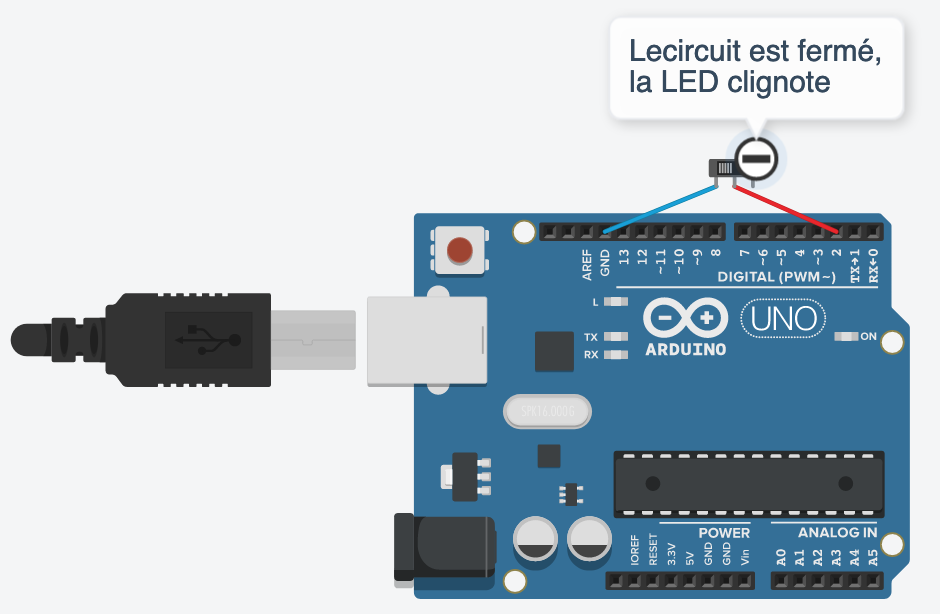 Lecircuit est fermé,
la LED clignote
AREF
GND
13
12
~11
~10
~9
8
7
~6
~5
4
~3
2
TX→1
RX←0
DIGITAL (PWM~)
L
TX
RX
ARDUINO
UNO
ON
SPK16.000G
POWER
ANALOG IN
IOREF
RESET
3.3V
5V
GND
GND
Vin
A0
A1
A2
A3
A4
A5